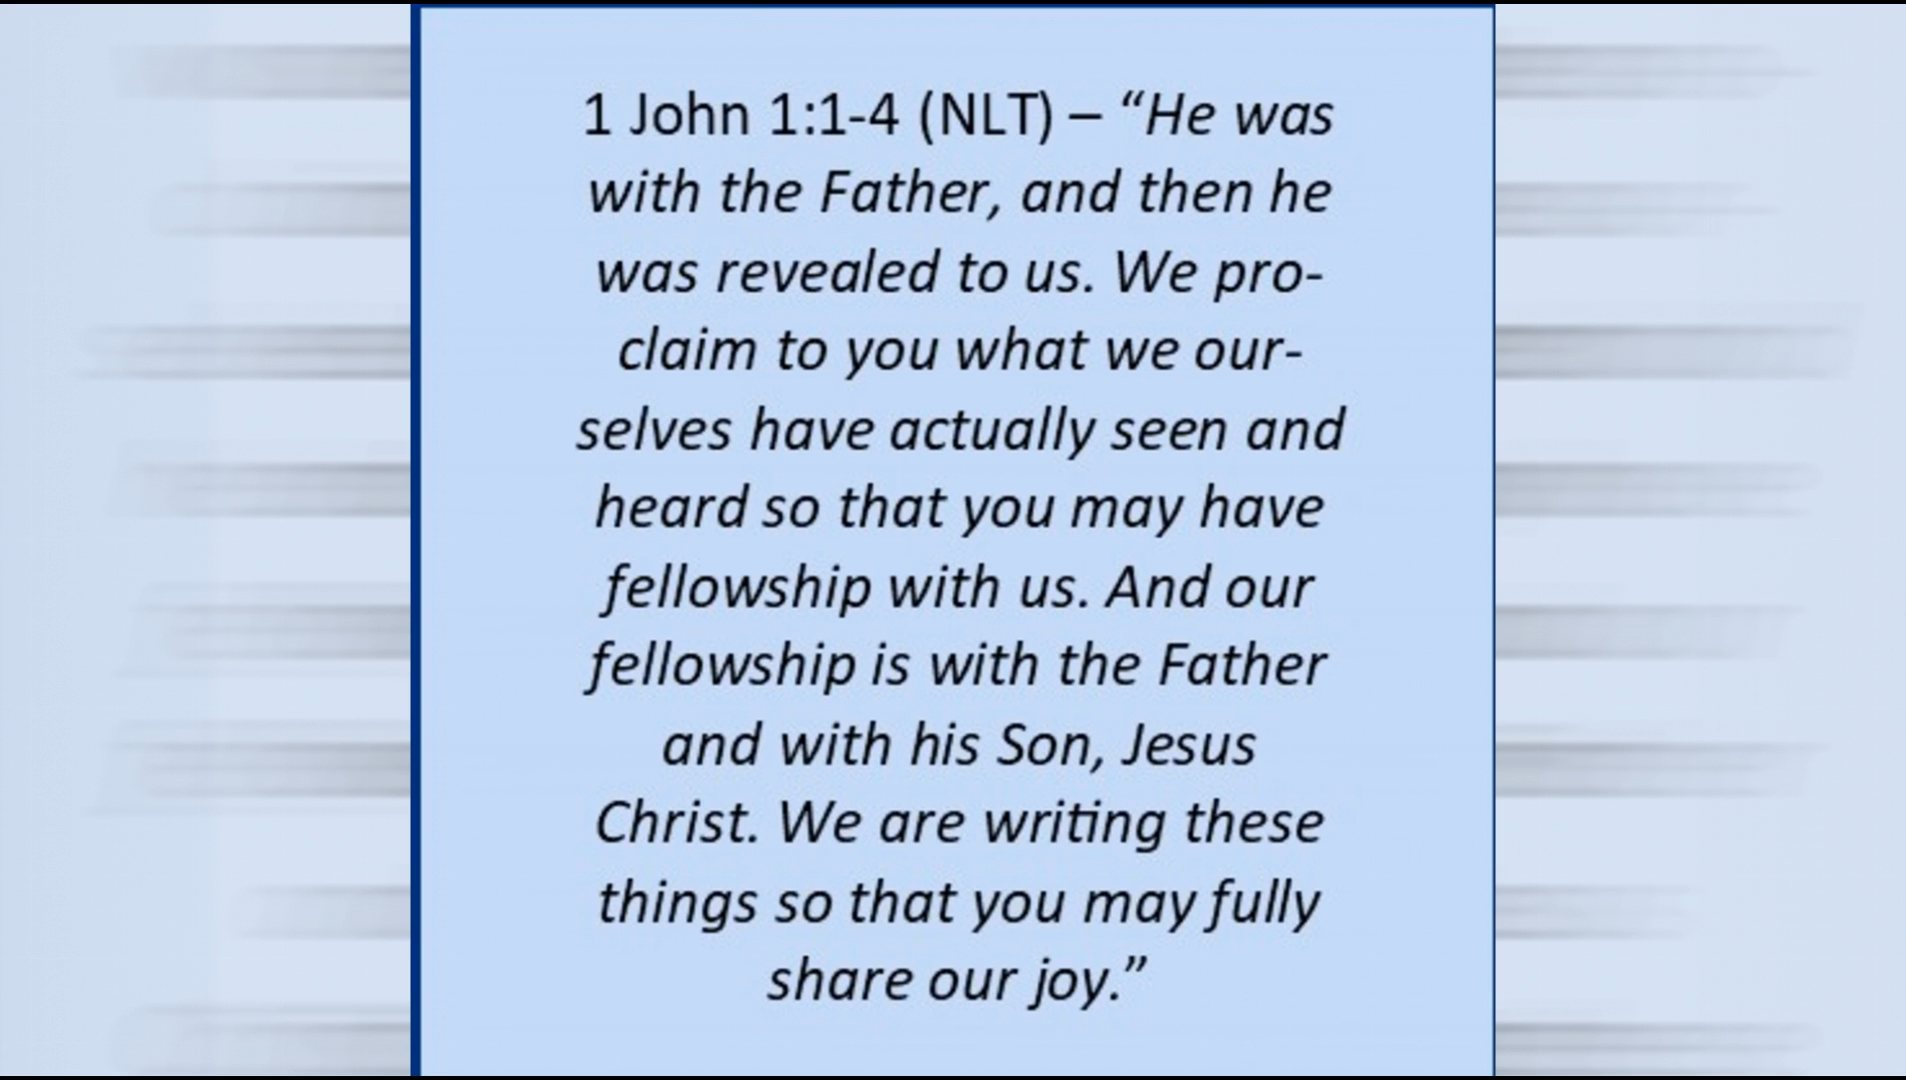 1 John 1:1-4 (NLT) – “He was
with the Father, and then he
was revealed to us. We pro-
claim to you what we our-
selves have actually seen and
heard so that you may have
fellowship with us. And our
fellowship is with the Father
and with his Son, Jesus
Christ. We are writing these
things so that you may fully
share our joy.”